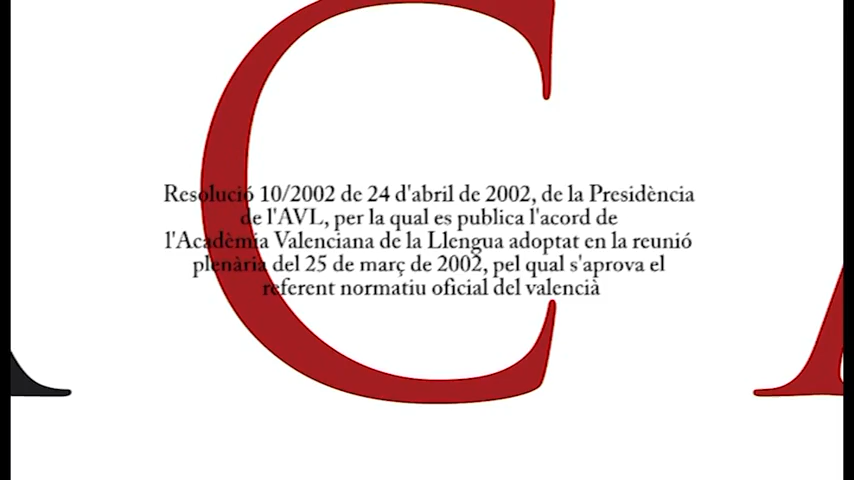 Resolució 10/2002 de 24 d'abril de 2002, de la Presidència
de l'AVL, per la qual es publica l'acord de
l'Acadèmia Valenciana de la Llengua adoptat en la reunió
plenària del 25 de març de 2002, pel qual s'aprova el
referent normatiu oficial del valencià
C